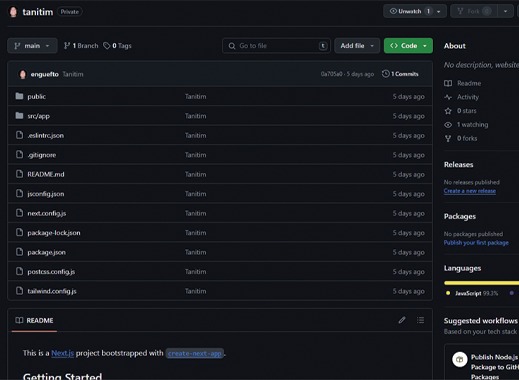 tanitim Private
Unwatch 1
Fork
main
1 Branch
0 Tags
Go to file t
Add file
Code
enguefto Tanitim
0a705a0 · 5 days ago
1 Commits
public Tanitim 5 days ago
src/app Tanitim 5 days ago
.eslintrc.json Tanitim 5 days ago
.gitignore Tanitim 5 days ago
README.md Tanitim 5 days ago
jsconfig.json Tanitim 5 days ago
next.config.js Tanitim 5 days ago
package-lock.json Tanitim 5 days ago
package.json Tanitim 5 days ago
postcss.config.js Tanitim 5 days ago
tailwind.config.js Tanitim 5 days ago
README
This is a Next.js project bootstrapped with create-next-app.
Getting Started
About
No description, website
Readme
Activity
0 stars
1 watching
0 forks
Releases
No releases published
Create a new release
Packages
No packages published
Publish your first package
Languages
JavaScript 99.3%
Suggested workflows
Based on your tech stack
Publish Node.js
Package to GitH
Packages